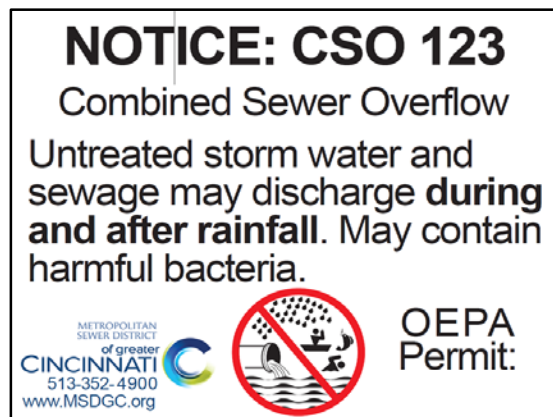 NOTICE: CSO 123
Combined Sewer Overflow
Untreated storm water and
sewage may discharge during
and after rainfall. May contain
harmful bacteria.
METROPOLITAN
SEWER DISTRICT
of greater
CINCINNATI
513-352-4900
www.MSDGC.org
OEPA
Permit: